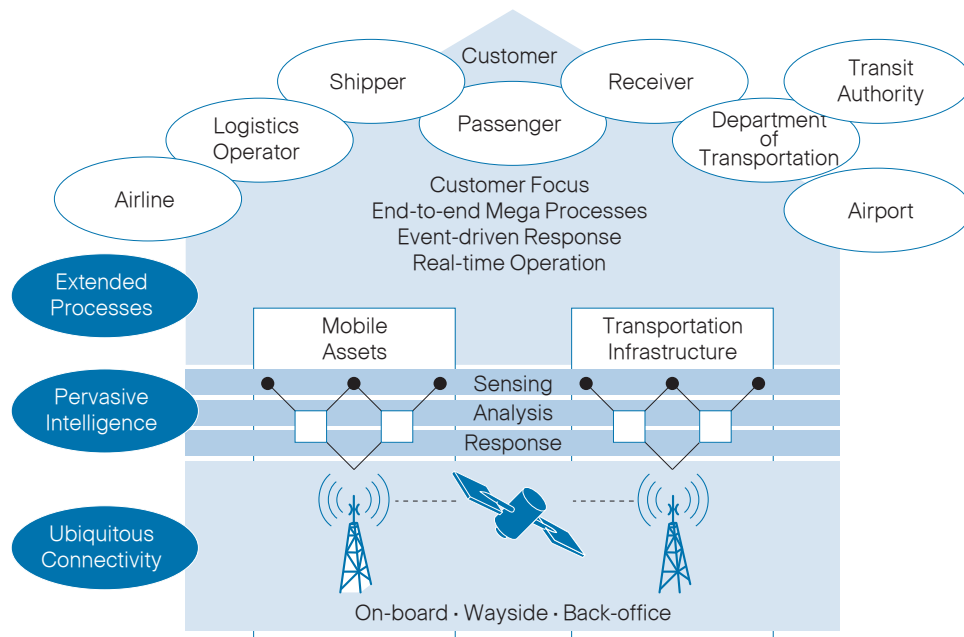 Customer
Shipper
Receiver
Transit
Authority
Logistics
Operator
Passenger
Department
of
Transportation
Airline
Airport
Customer Focus
End-to-end Mega Processes
Event-driven Response
Real-time Operation
Extended
Processes
Mobile
Assets
Transportation
Infrastructure
Pervasive
Intelligence
Sensing
Analysis
Response
Ubiquitous
Connectivity
On-board · Wayside · Back-office